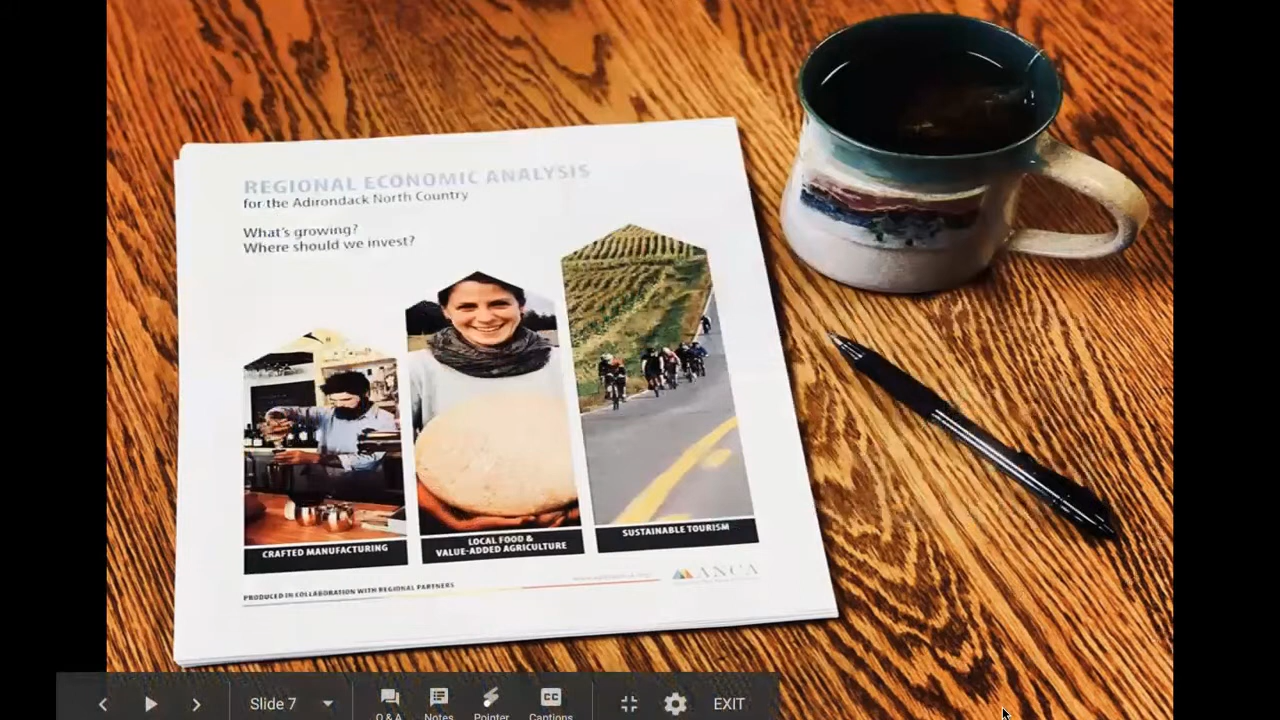 REGIONAL ECONOMIC ANALYSIS
for the Adirondack North Country
What's growing?
Where should we invest?
CRAFTED MANUFACTURING
LOCAL FOOD &
VALUE-ADDED AGRICULTURE
SUSTAINABLE TOURISM
PRODUCED IN COLLABORATION WITH REGIONAL PARTNERS
ANCA
Slide 7
Q & A
Notes
Pointer
CC
Captions
EXIT